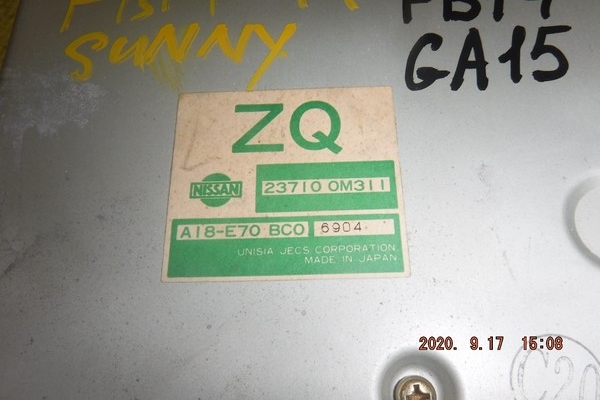 SUNNY
GA15
ZQ
NISSAN
23710 0M311
A18-E70 BC0 6904
UNISIA JECS CORPORATION
MADE IN JAPAN
2020. 9.17 15:08